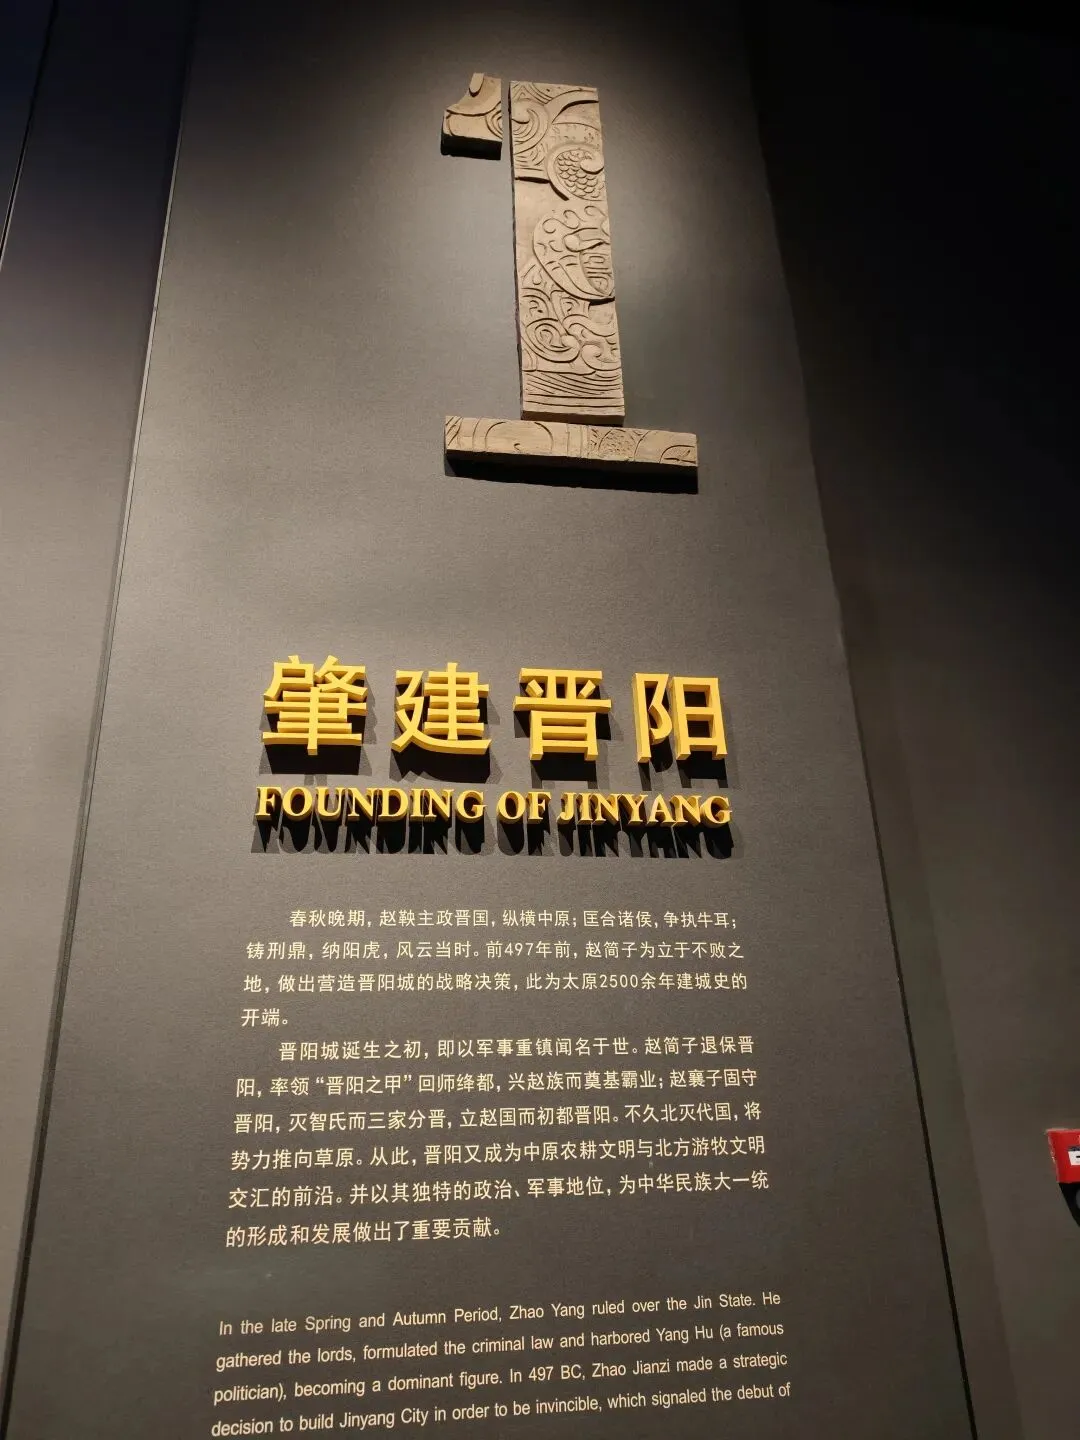 1
肇建晋阳
FOUNDING OF JINYANG
春秋晚期，赵鞅主政晋国，纵横中原；匡合诸侯，争执牛耳；
铸刑鼎，纳阳虎，风云当时。前497年前，赵简子为立于不败之
地，做出营造晋阳城的战略决策，此为太原2500余年建城史的
开端。
晋阳城诞生之初，即以军事重镇闻名于世。赵简子退保晋
阳，率领“晋阳之甲”回师绛都，兴赵族而奠基霸业；赵襄子固守
晋阳，灭智氏而三家分晋，立赵国而初都晋阳。不久北灭代国，将
势力推向草原。从此，晋阳又成为中原农耕文明与北方游牧文明
交汇的前沿。并以其独特的政治、军事地位，为中华民族大一统
的形成和发展做出了重要贡献。
In the late Spring and Autumn Period, Zhao Yang ruled over the Jin State. He
gathered the lords, formulated the criminal law and harbored Yang Hu (a famous
politician), becoming a dominant figure. In 497 BC, Zhao Jianzi made a strategic
decision to build Jinyang City in order to be invincible, which signaled the debut of